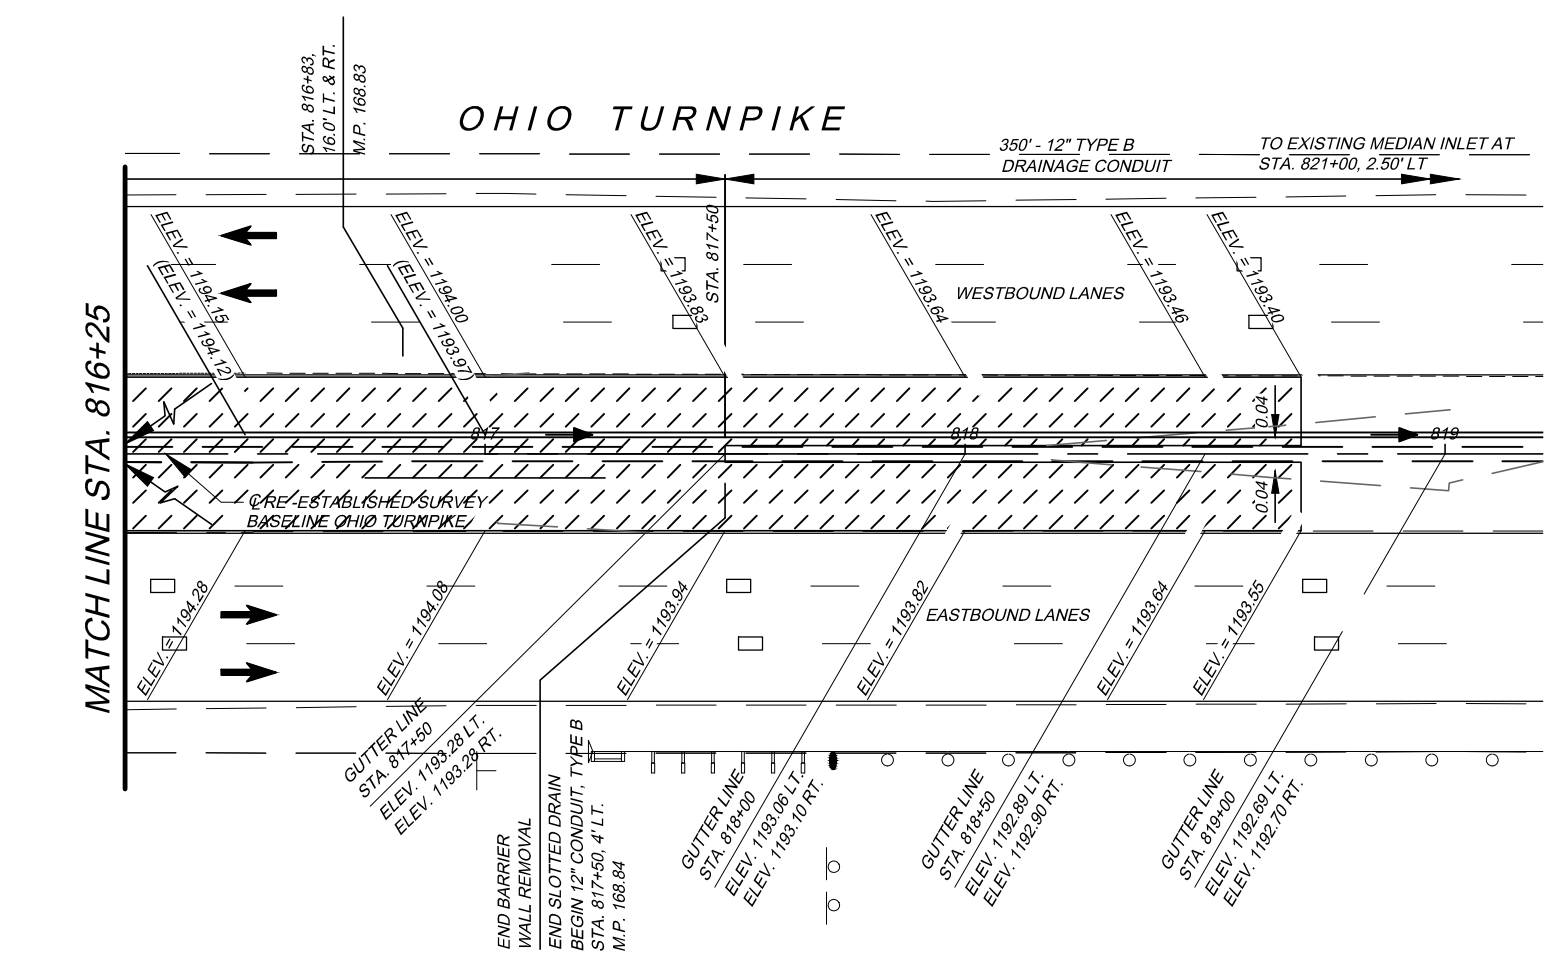 STA. 816+83,
16.0' LT. & RT.
M.P. 168.83
OHIO TURNPIKE
350' - 12" TYPE B
DRAINAGE CONDUIT
TO EXISTING MEDIAN INLET AT
STA. 821+00, 2.50' LT
MATCH LINE STA. 816+25
ELEV. = 1194.15
(ELEV. = 1194.12)
ELEV. = 1194.00
(ELEV. = 1193.97)
ELEV. = 1193.83
STA. 817+50
ELEV. = 1193.64
WESTBOUND LANES
ELEV. = 1193.46
ELEV. = 1193.40
817
818
819
0.04
0.04
℄ RE-ESTABLISHED SURVEY
BASELINE OHIO TURNPIKE
ELEV. = 1194.28
ELEV. = 1194.08
ELEV. = 1193.94
ELEV. = 1193.82
EASTBOUND LANES
ELEV. = 1193.64
ELEV. = 1193.55
GUTTER LINE
STA. 817+50
ELEV. 1193.28 LT.
ELEV. 1193.28 RT.
END BARRIER
WALL REMOVAL
END SLOTTED DRAIN
BEGIN 12" CONDUIT, TYPE B
STA. 817+50, 4' LT.
M.P. 168.84
GUTTER LINE
STA. 818+00
ELEV. 1193.06 LT.
ELEV. 1193.10 RT.
GUTTER LINE
STA. 818+50
ELEV. 1192.89 LT.
ELEV. 1192.90 RT.
GUTTER LINE
STA. 819+00
ELEV. 1192.69 LT.
ELEV. 1192.70 RT.